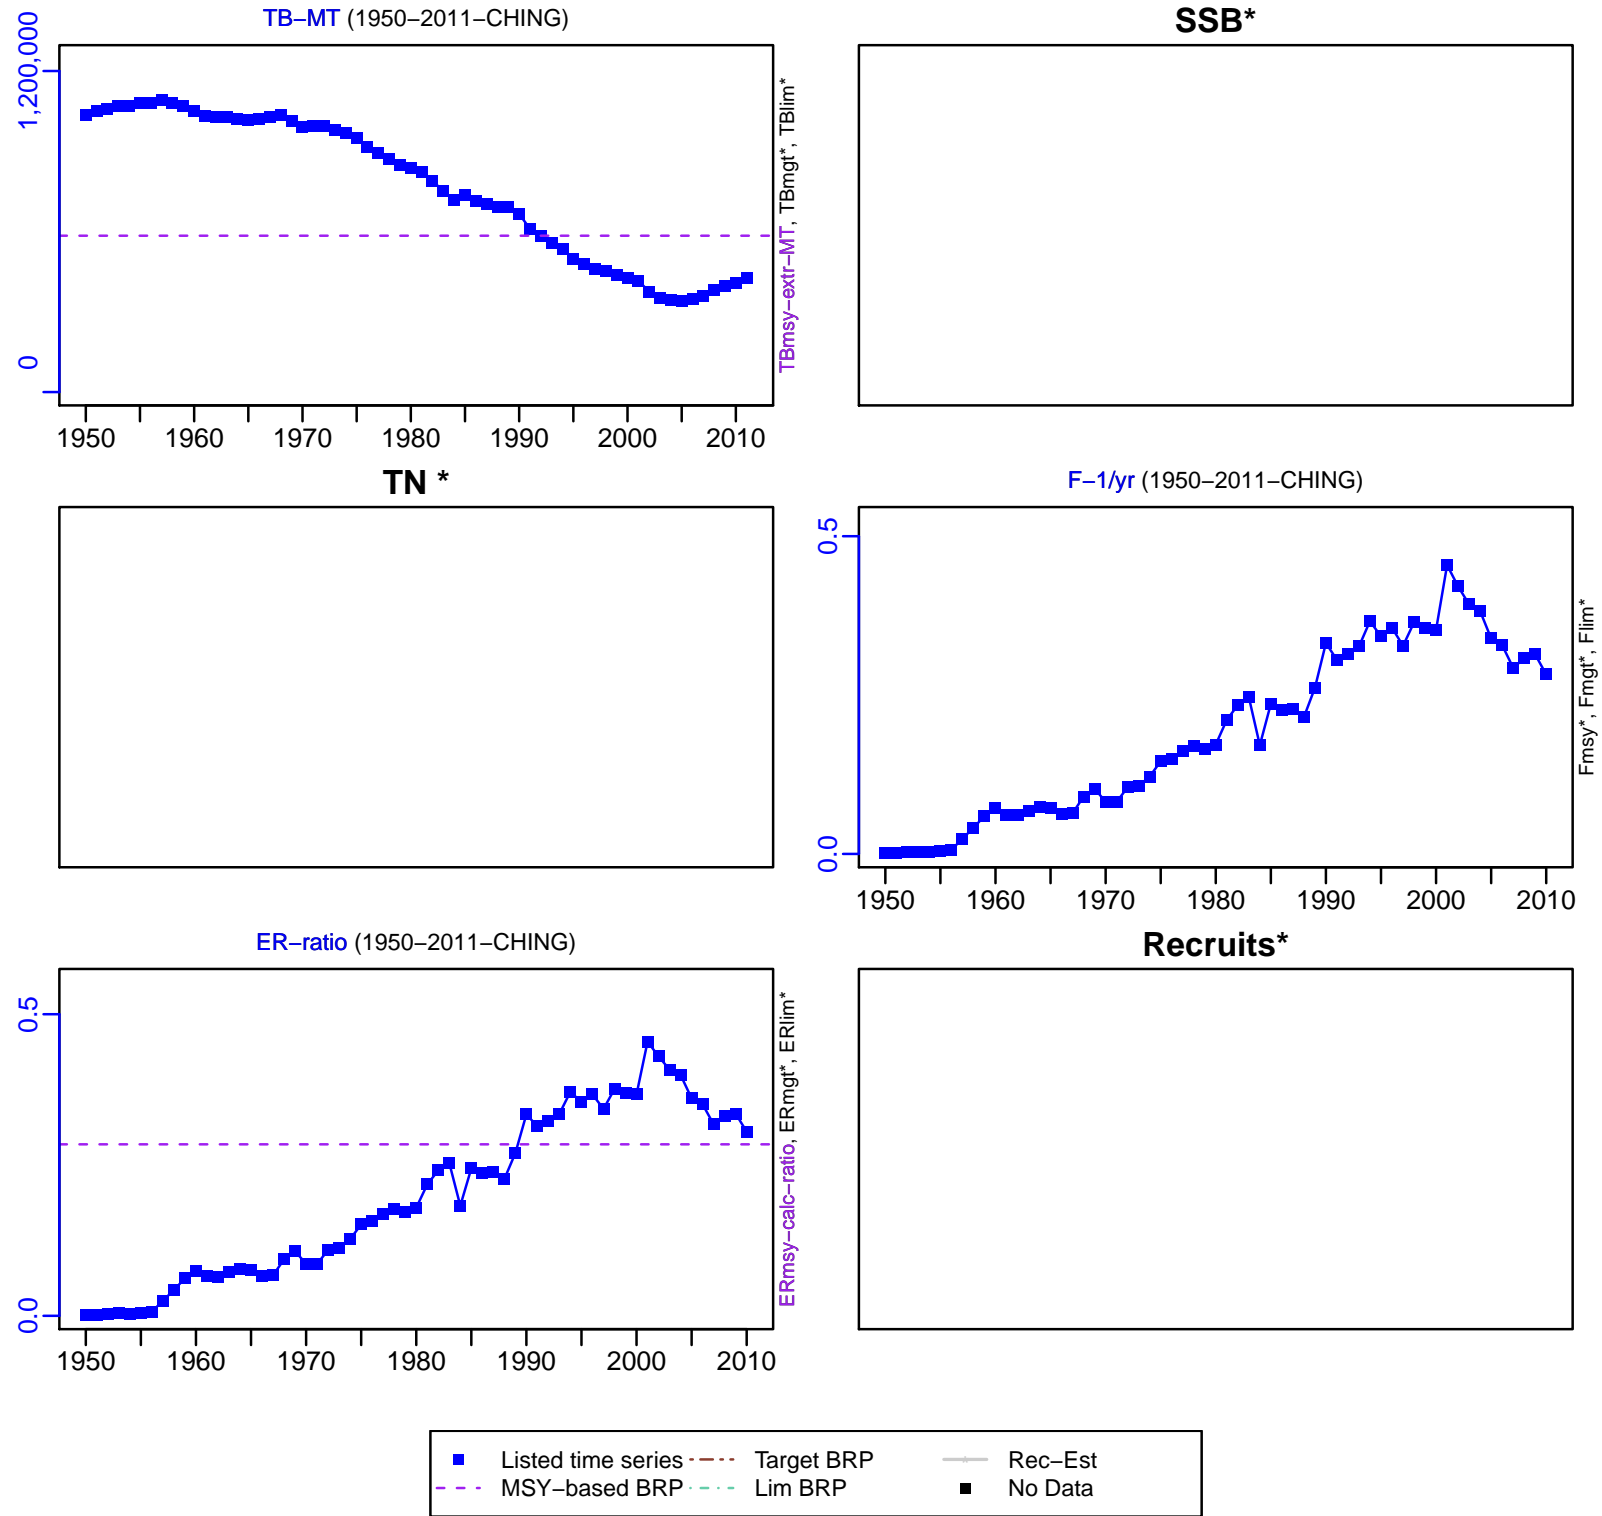 TB−MT (1950−2011−CHING)
0
1,200,000
1950 1960 1970 1980 1990 2000 2010
TBmsy−extr−MT, TBmgt*, TBlim*
SSB*
TN *
F−1/yr (1950−2011−CHING)
0.0
0.5
1950 1960 1970 1980 1990 2000 2010
Fmsy*, Fmgt*, Flim*
ER−ratio (1950−2011−CHING)
0.0
0.5
1950 1960 1970 1980 1990 2000 2010
ERmsy−calc−ratio, ERmgt*, ERlim*
Recruits*
Listed time series
MSY−based BRP
Target BRP
Lim BRP
Rec−Est
No Data